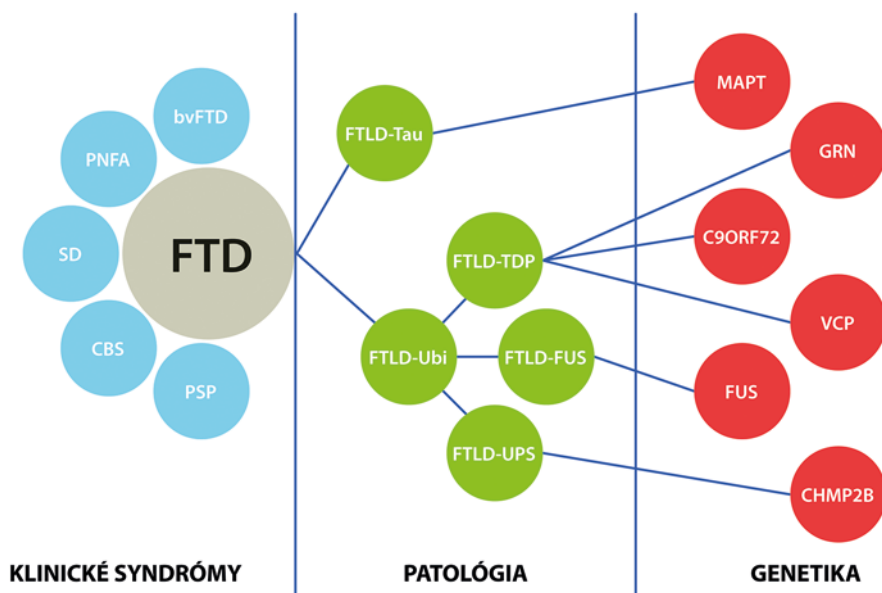 bvFTD
PNFA
SD
FTD
CBS
PSP
FTLD-Tau
FTLD-TDP
FTLD-Ubi
FTLD-FUS
FTLD-UPS
MAPT
GRN
C9ORF72
VCP
FUS
CHMP2B
KLINICKÉ SYNDRÓMY
PATOLÓGIA
GENETIKA